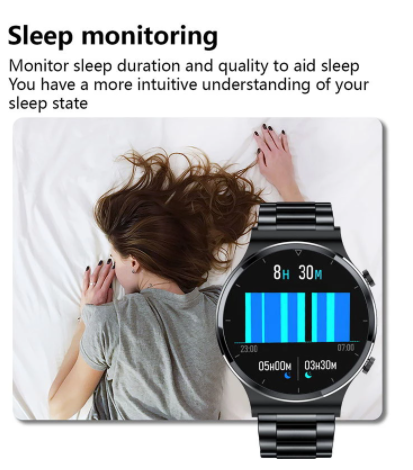 Sleep monitoring
Monitor sleep duration and quality to aid sleep
You have a more intuitive understanding of your
sleep state
8H 30M
23:00 07:00
05H00M 03H30M